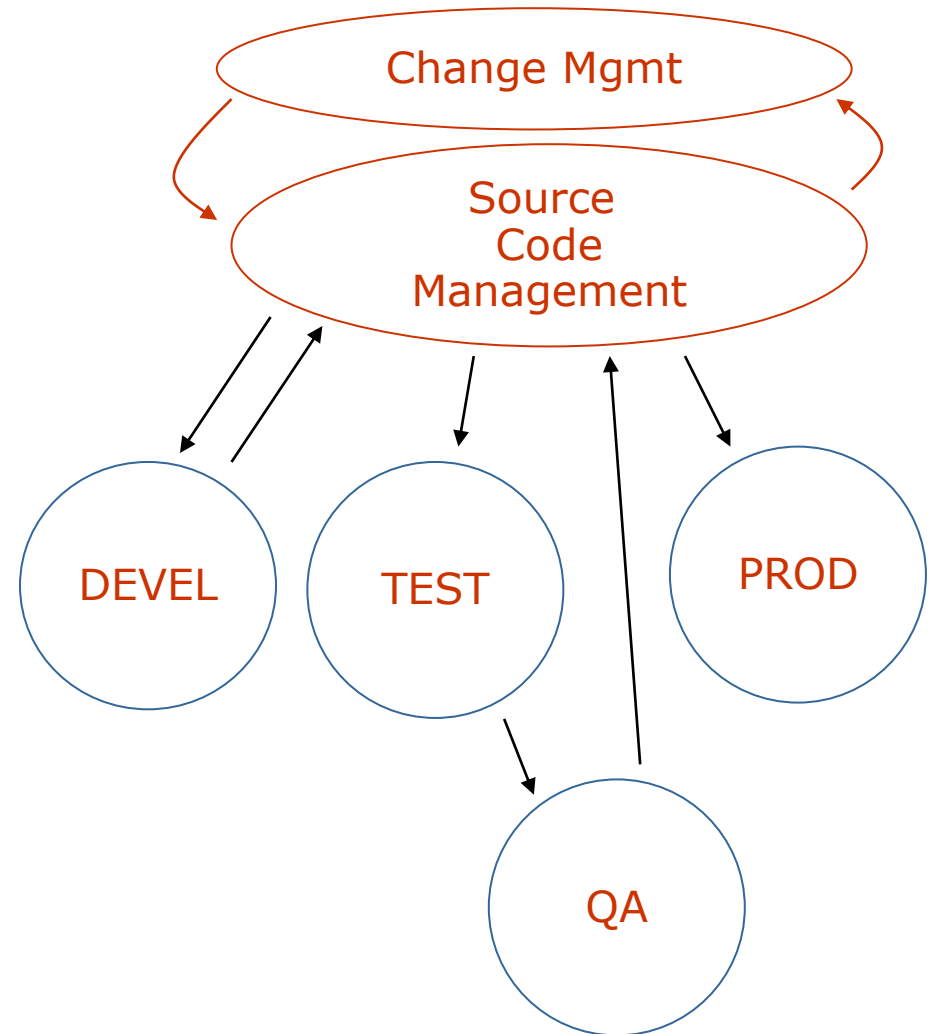 Change Mgmt
Source
Code
Management
DEVEL
TEST
PROD
QA